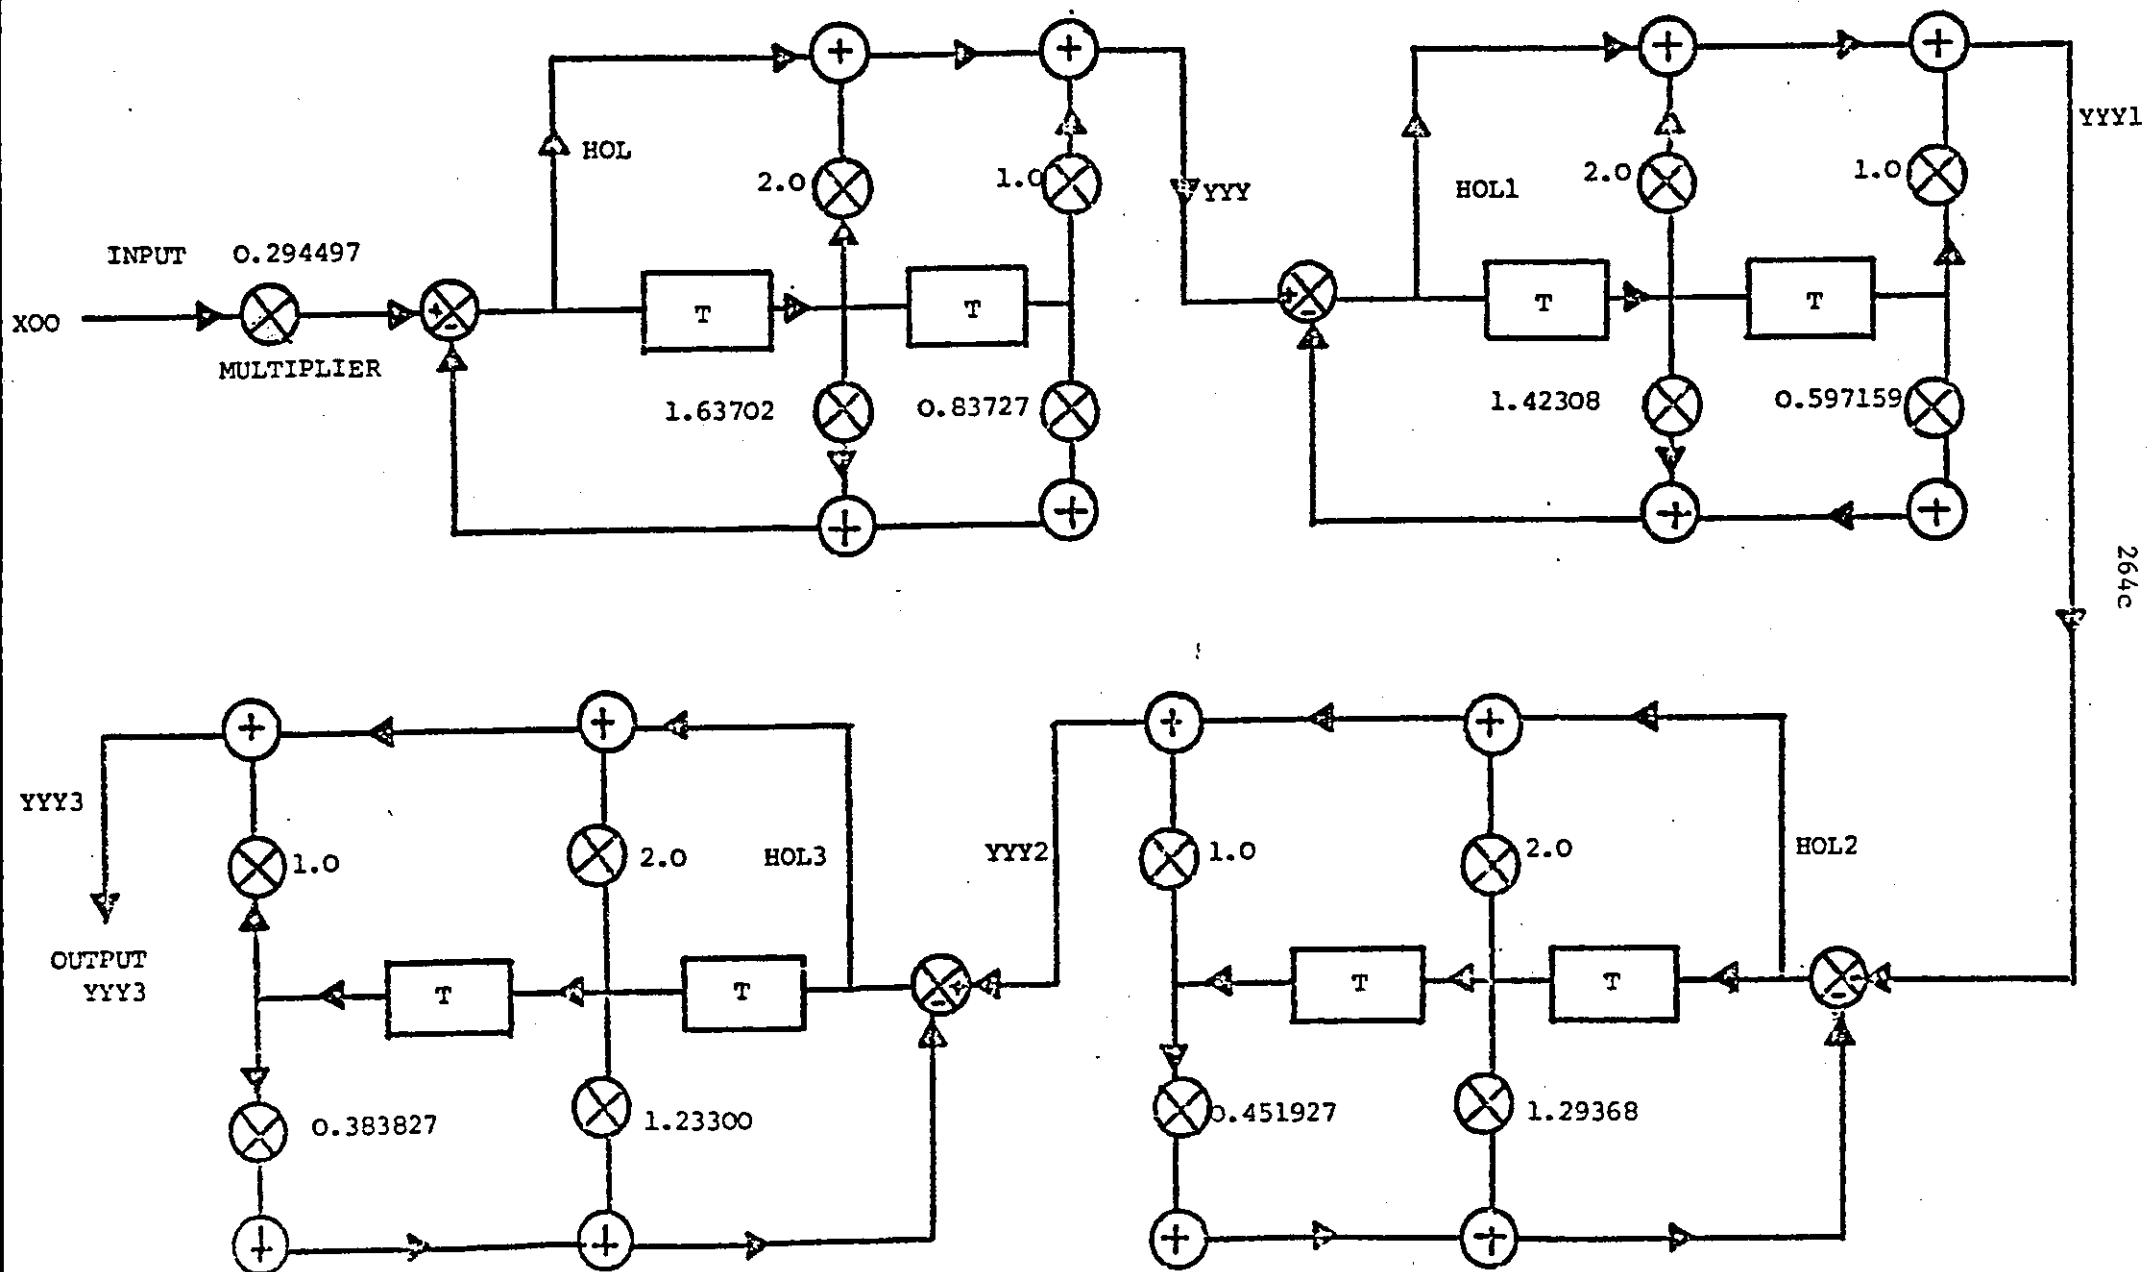 HOL
2.0
1.0
YYY
HOL1
2.0
1.0
YYY1
INPUT 0.294497
X00
T
T
T
T
MULTIPLIER
1.63702
0.83727
1.42308
0.597159
264c
YYY3
1.0
2.0
HOL3
YYY2
1.0
2.0
HOL2
OUTPUT
YYY3
T
T
T
T
0.383827
1.23300
0.451927
1.29368